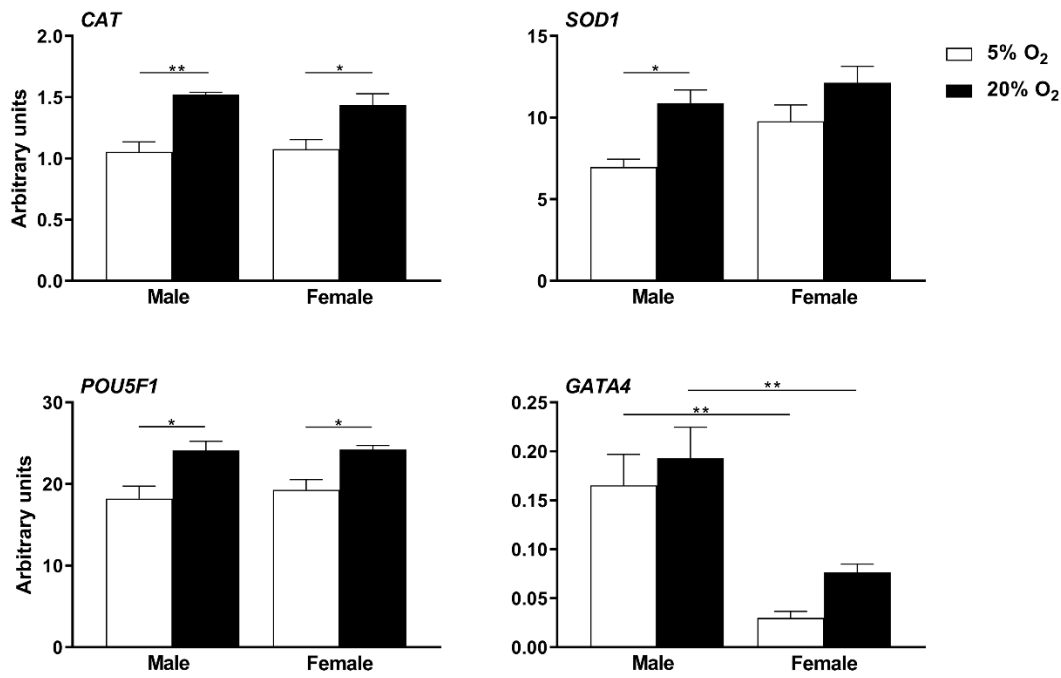 CAT
2.0
1.5
1.0
0.5
0.0
Arbitrary units
**
*
Male
Female
SOD1
15
10
5
0
*
Male
Female
5% O₂
20% O₂
POU5F1
30
20
10
0
Arbitrary units
*
*
Male
Female
GATA4
0.25
0.20
0.15
0.10
0.05
0.00
**
**
Male
Female